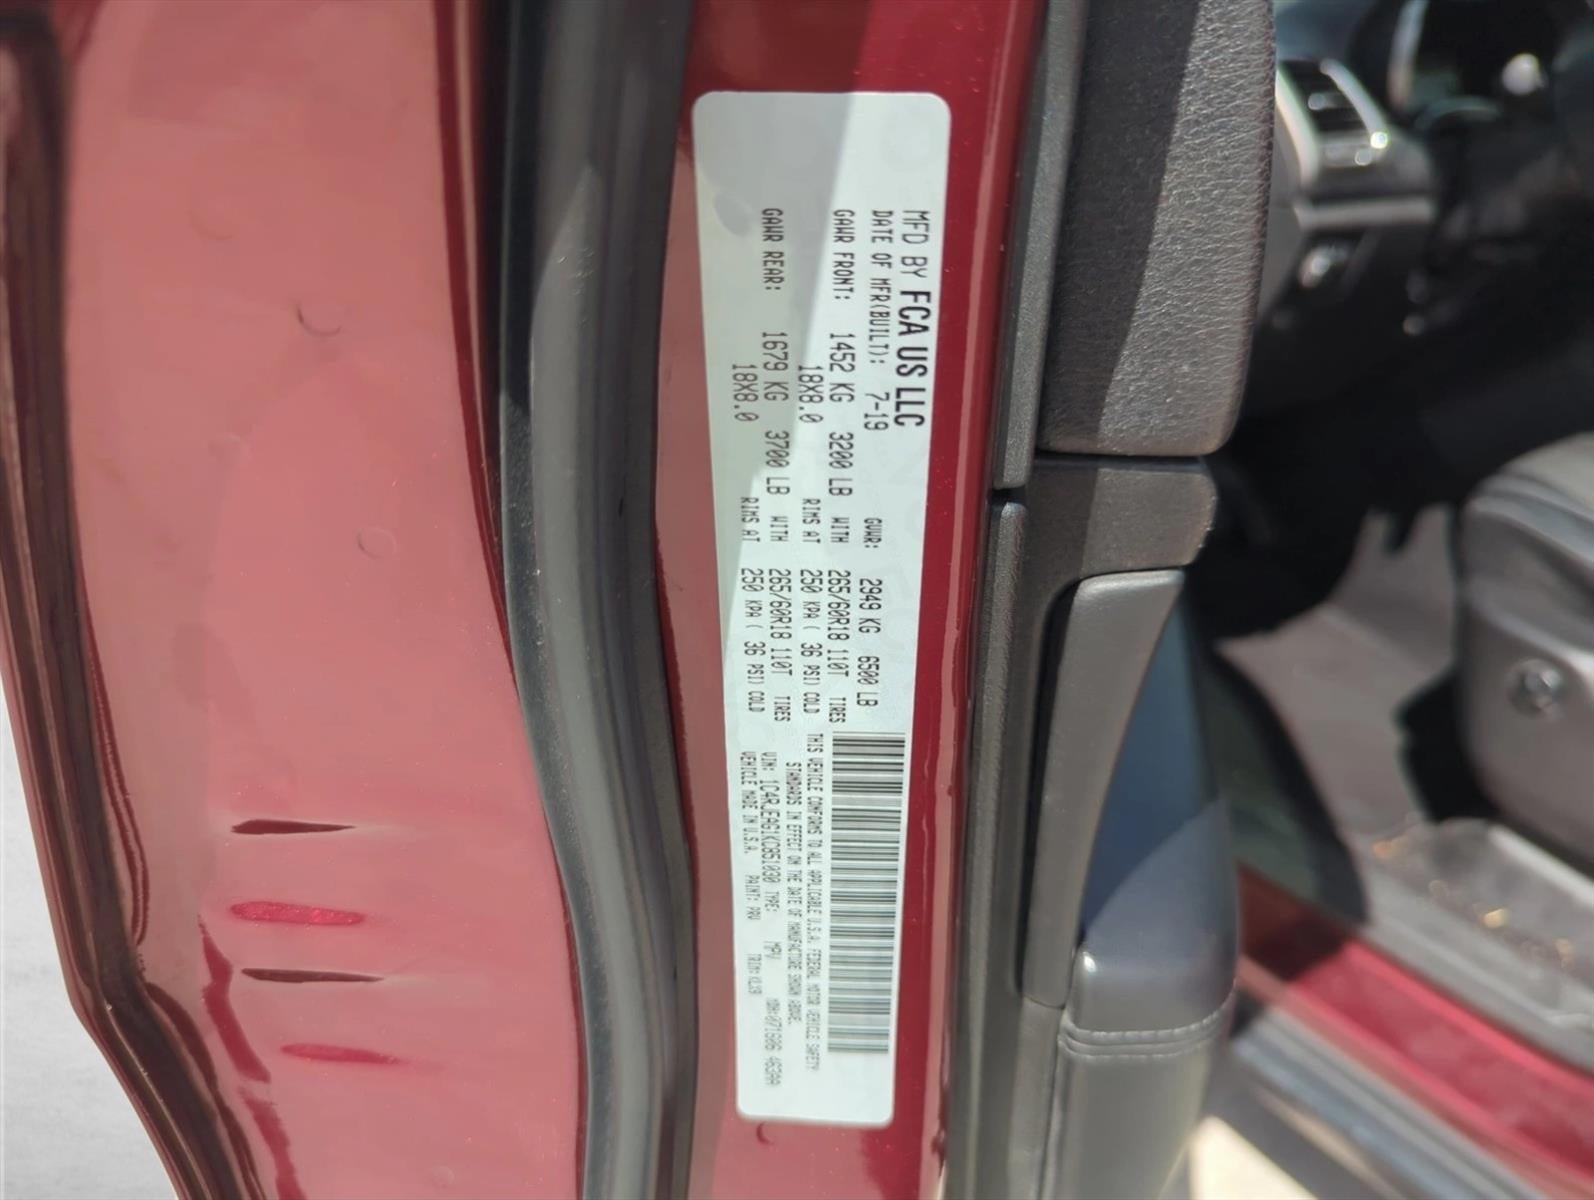 MFD BY FCA US LLC
DATE OF MFR(BUILT): 7-19 GVWR: 2949 KG 6500 LB
GAWR FRONT: 1452 KG 3200 LB WITH 265/60R18 110T TIRES
18X8.0 RIMS AT 250 KPA ( 36 PSI) COLD
GAWR REAR: 1679 KG 3700 LB WITH 265/60R18 110T TIRES
18X8.0 RIMS AT 250 KPA ( 36 PSI) COLD
THIS VEHICLE CONFORMS TO ALL APPLICABLE U.S.A. FEDERAL MOTOR VEHICLE SAFETY
STANDARDS IN EFFECT ON THE DATE OF MANUFACTURE SHOWN ABOVE.
VIN: 1C4RJEAG1KC851030 TYPE: MPV
VEHICLE MADE IN U.S.A. PAINT: PRV TRIM: